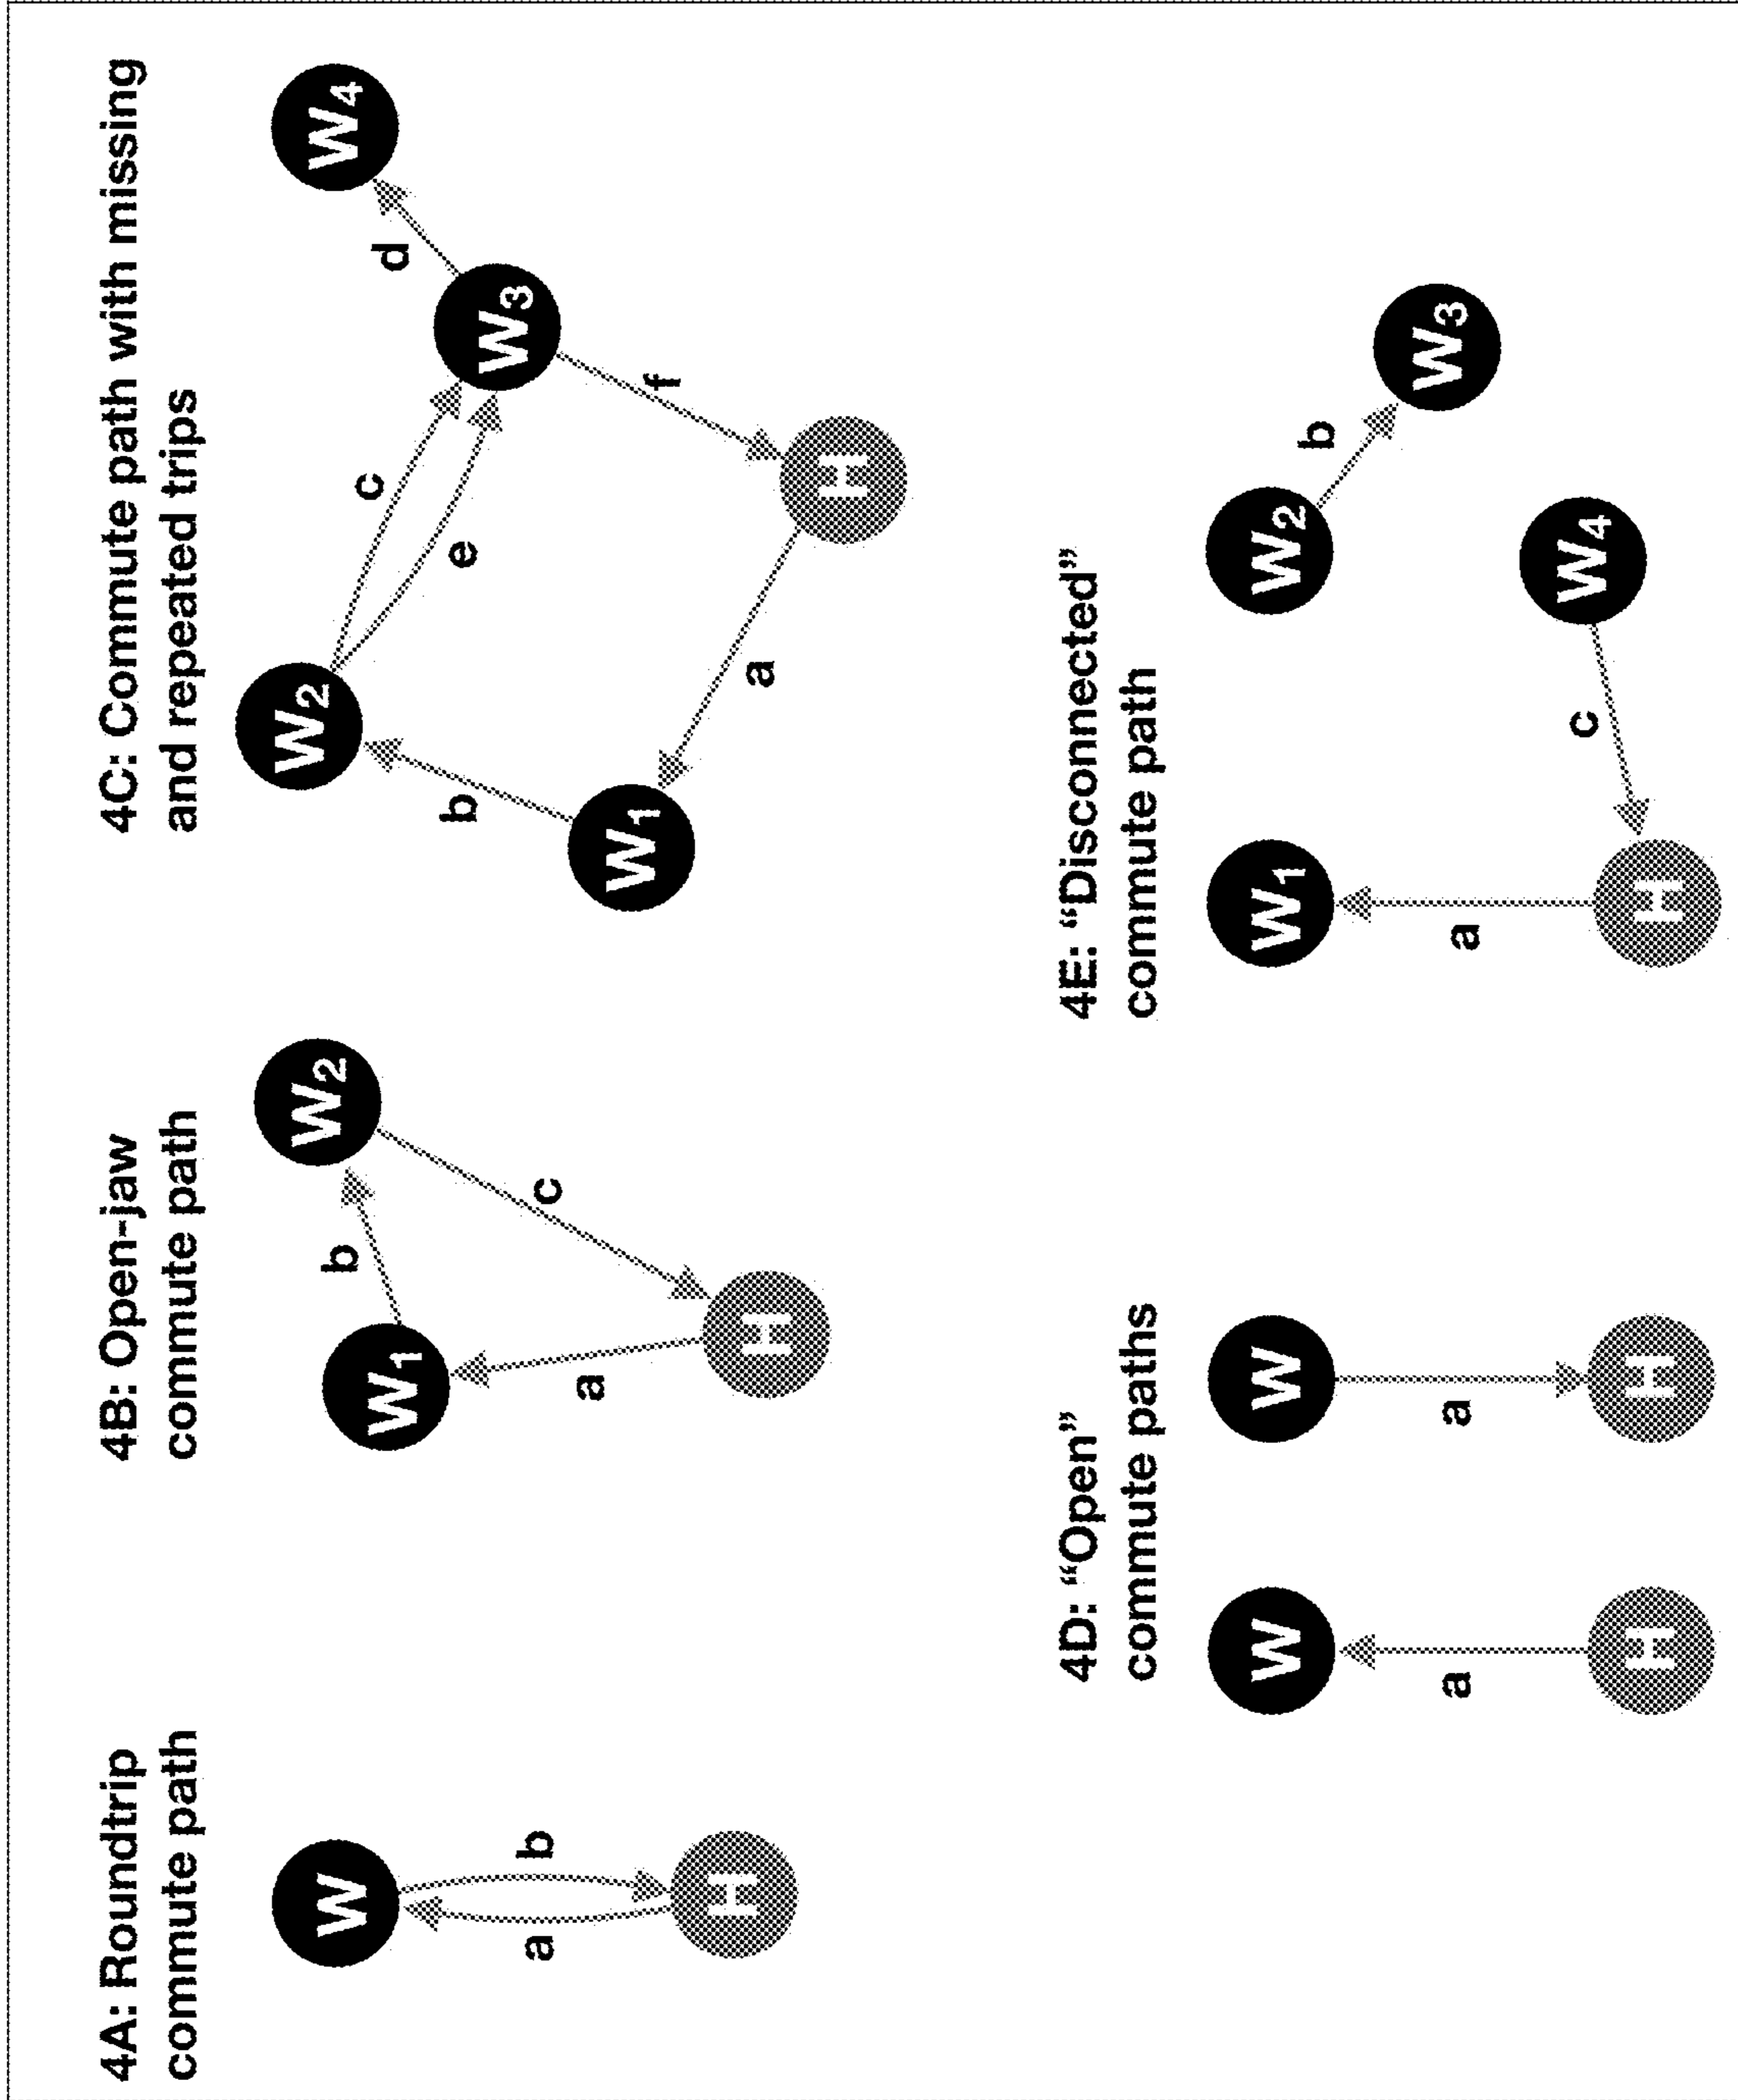 4A: Roundtrip
commute path
W
a
b
H
4B: Open-jaw
commute path
W1
W2
b
a
c
H
4C: Commute path with missing
and repeated trips
W4
W2
d
c
W3
e
b
f
W1
a
H
4D: “Open”
commute paths
W
W
a
a
H
H
4E: “Disconnected”
commute path
W1
W2
b
W3
a
c
W4
H